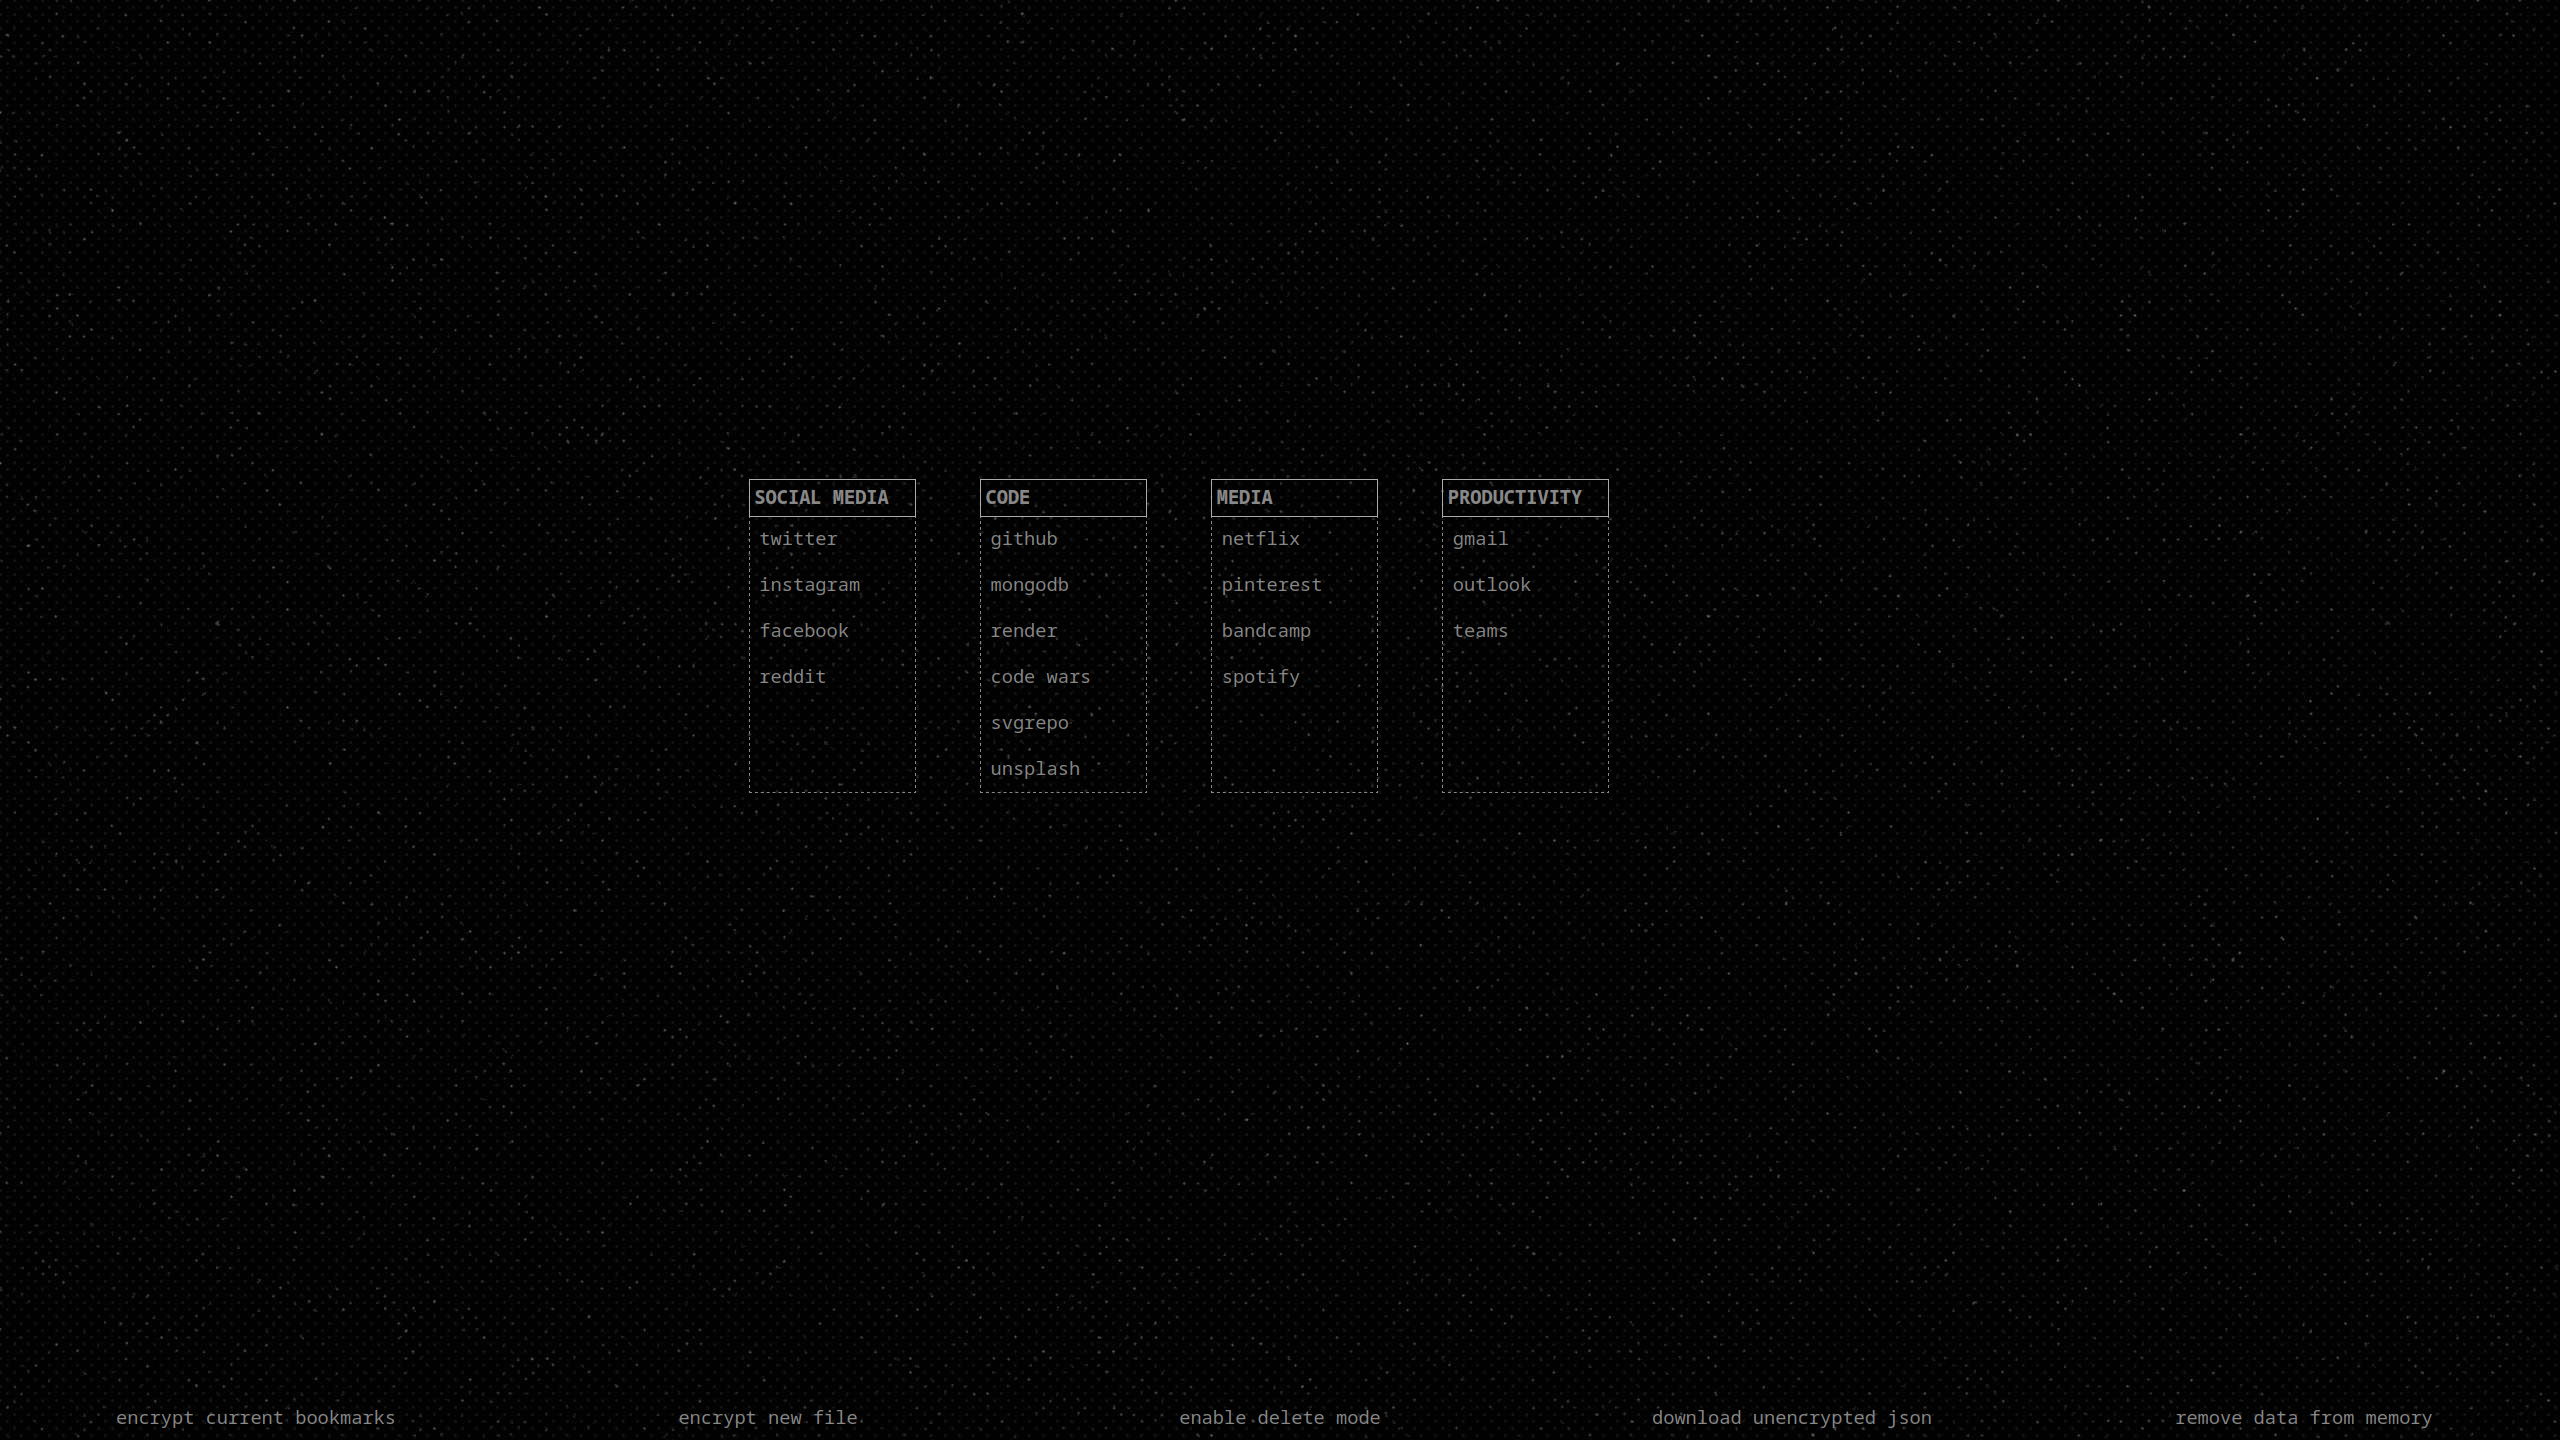 SOCIAL MEDIA
twitter
instagram
facebook
reddit
CODE
github
mongodb
render
code wars
svgrepo
unsplash
MEDIA
netflix
pinterest
bandcamp
spotify
PRODUCTIVITY
gmail
outlook
teams
encrypt current bookmarks
encrypt new file
enable delete mode
download unencrypted json
remove data from memory